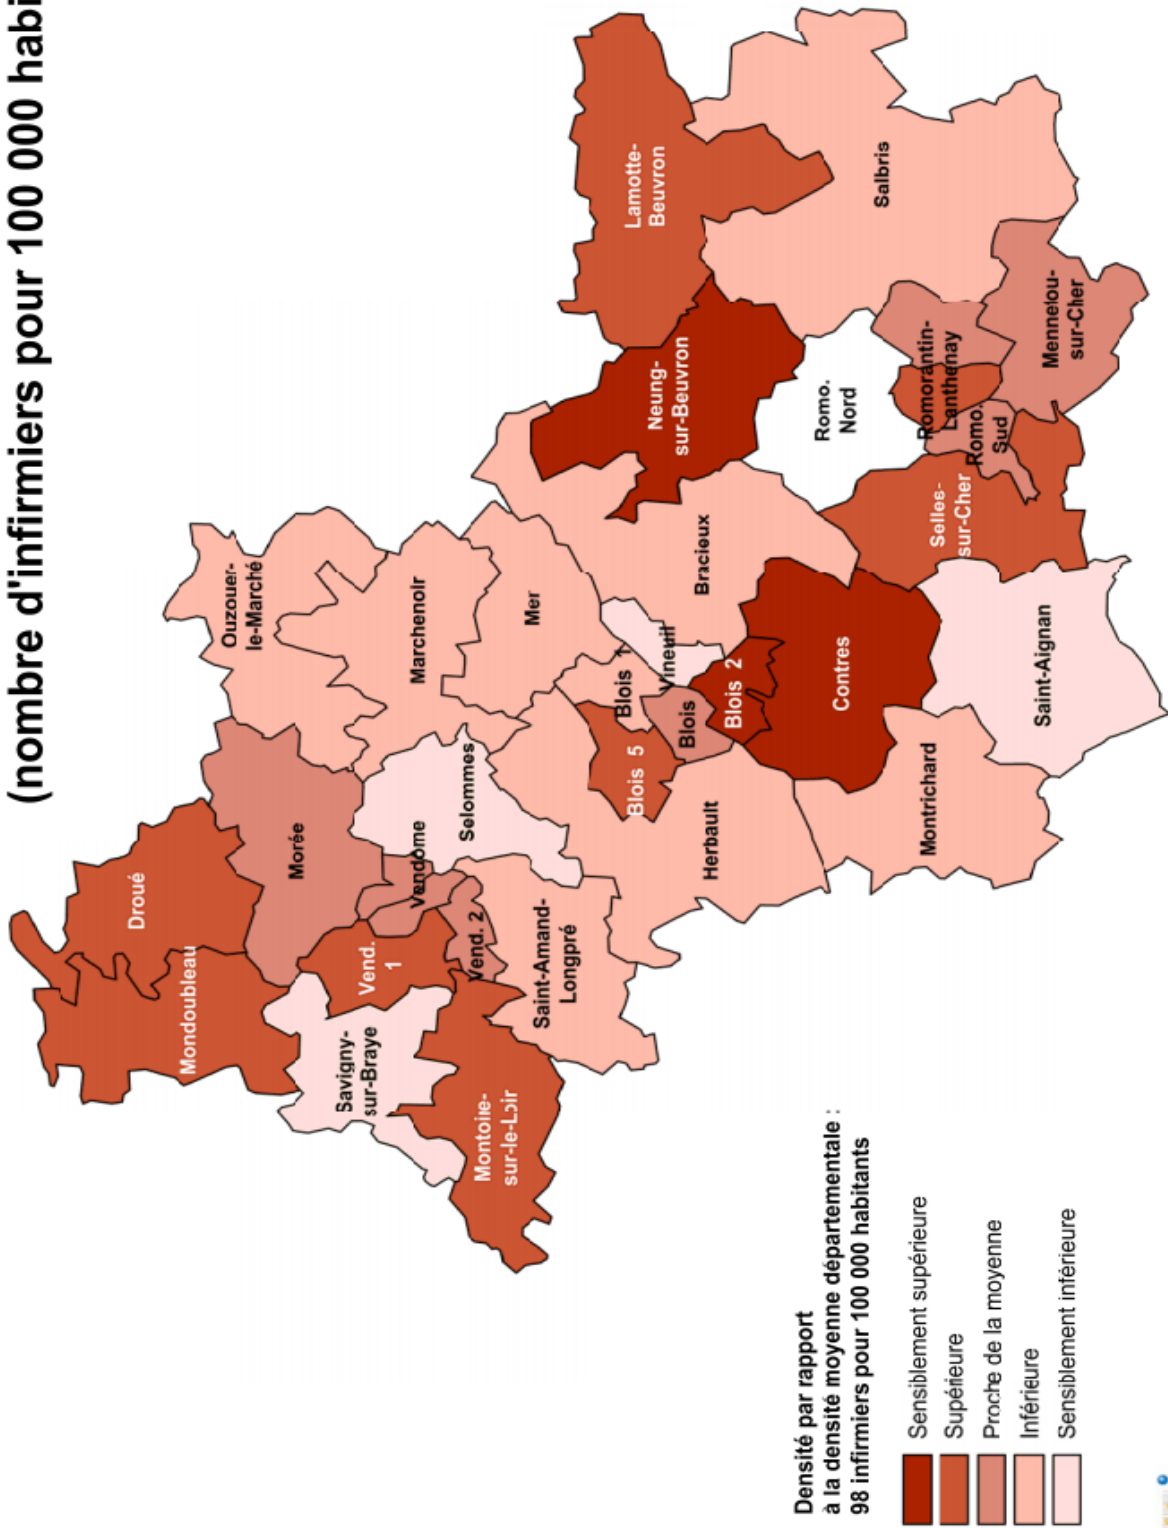 (nombre d'infirmiers pour 100 000 habi
Droué
Mondoubleau
Morée
Ouzouer-
le-Marché
Savigny-
sur-Braye
Vend.
1
Vendôme
Vend. 2
Selommes
Marchenoir
Mer
Montoire-
sur-le-Loir
Saint-Amand-
Longpré
Herbault
Blois 5
Blois 1
Blois
Vineuil
Blois 2
Bracieux
Neung-
sur-Beuvron
Lamotte-
Beuvron
Salbris
Romo.
Nord
Romorantin-
Lanthenay
Romo.
Sud
Mennetou-
sur-Cher
Selles-
sur-Cher
Contres
Montrichard
Saint-Aignan
Densité par rapport
à la densité moyenne départementale :
98 infirmiers pour 100 000 habitants
Sensiblement supérieure
Supérieure
Proche de la moyenne
Inférieure
Sensiblement inférieure